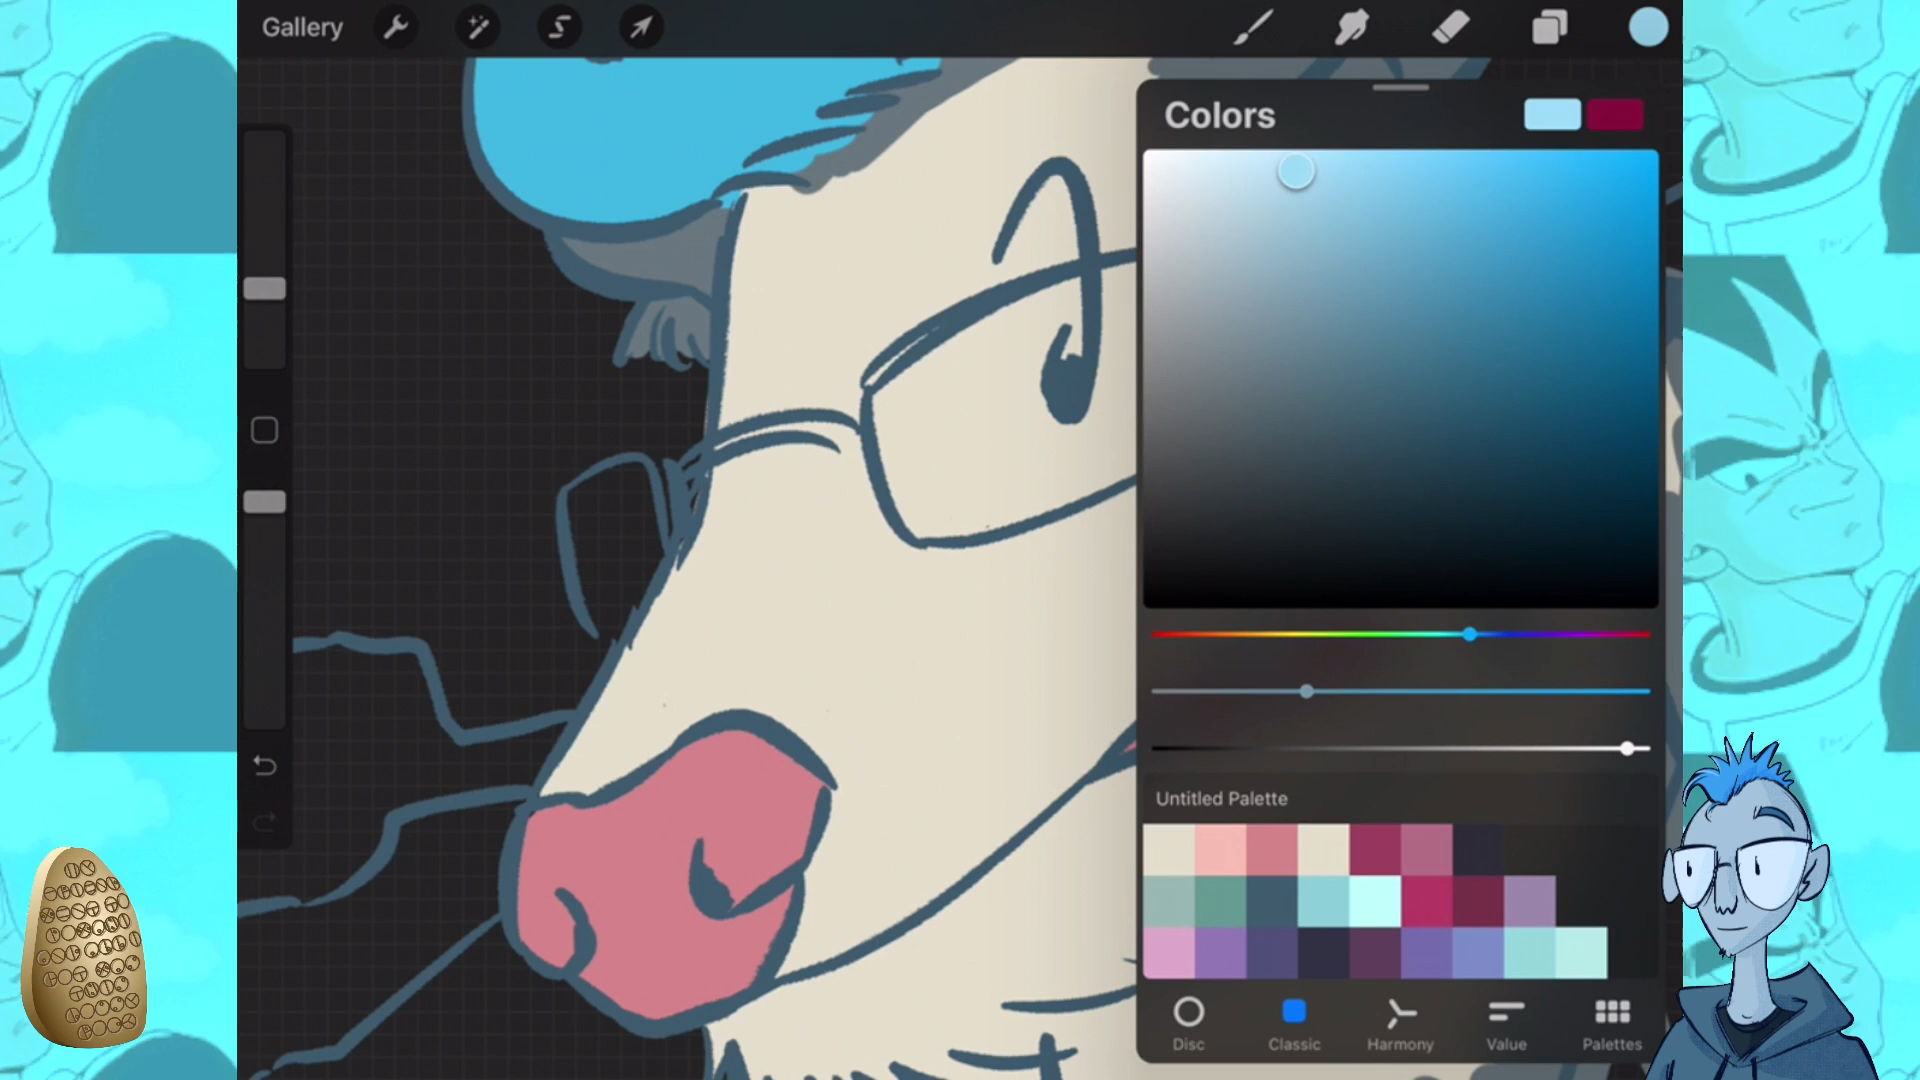 Gallery
Colors
Untitled Palette
Disc
Classic
Harmony
Value
Palettes